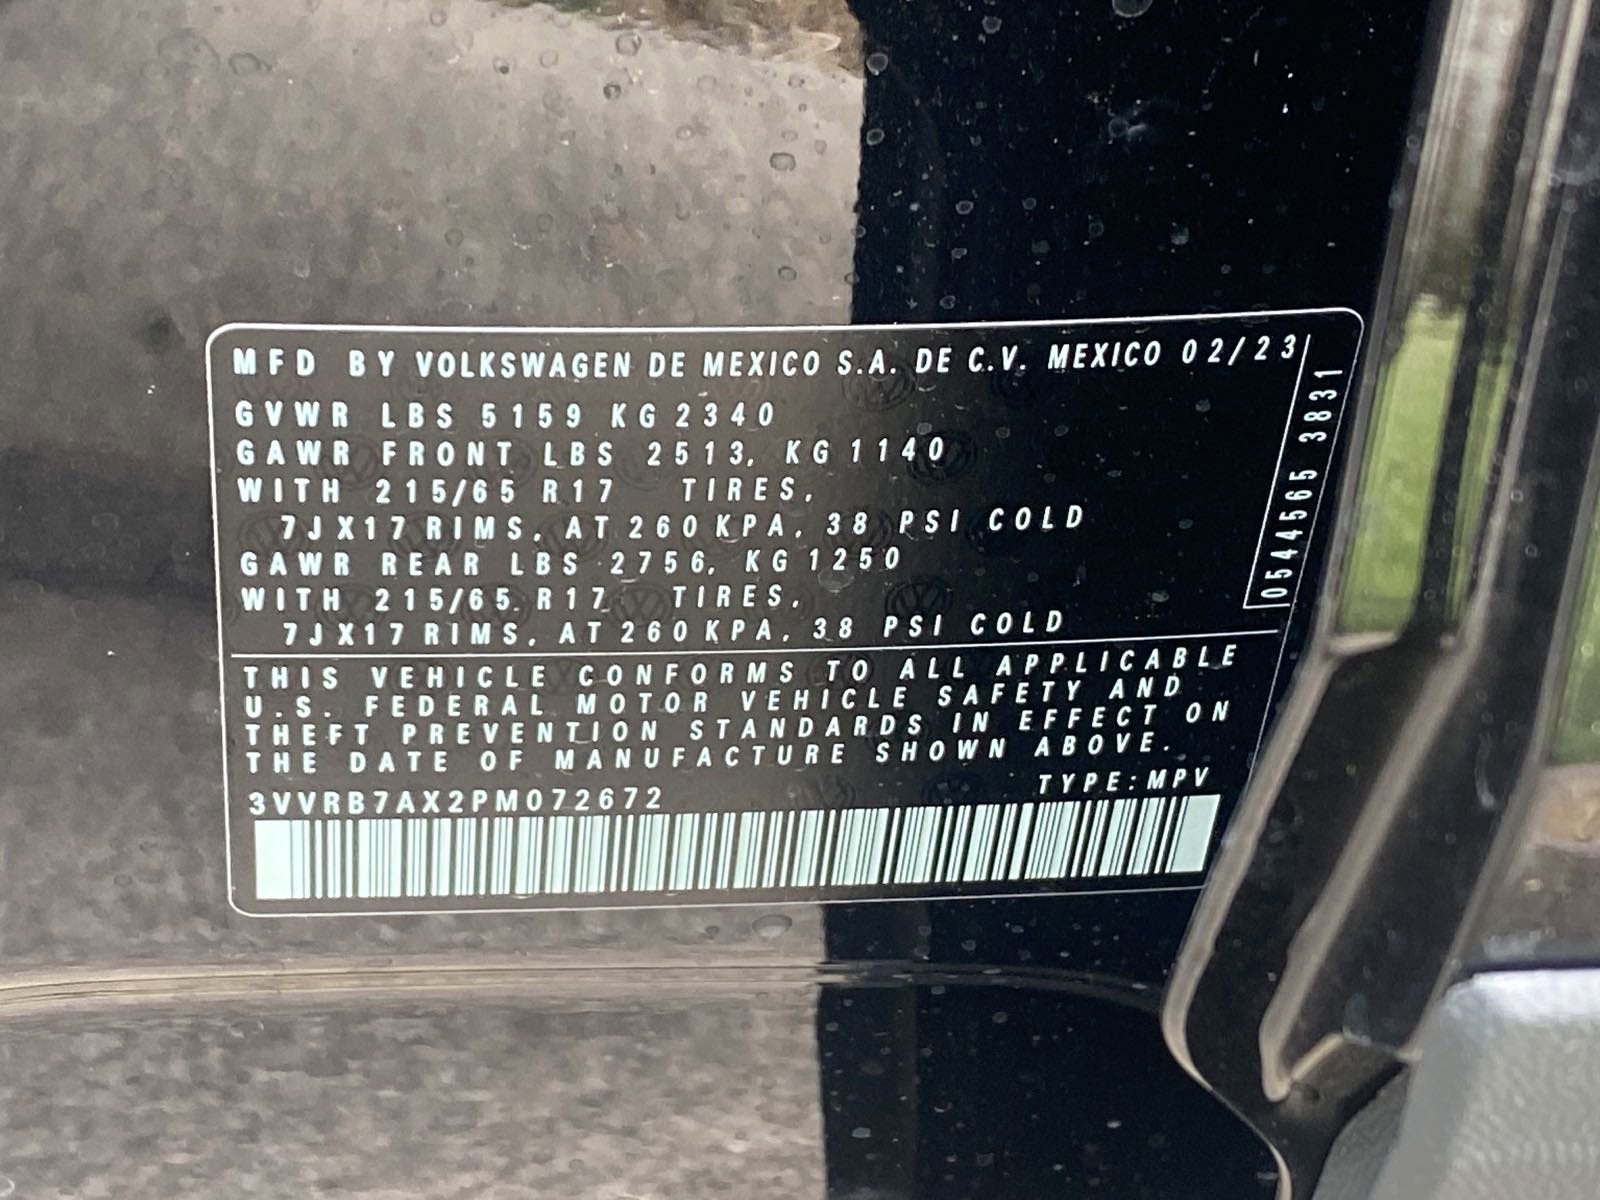 MFD BY VOLKSWAGEN DE MEXICO S.A. DE C.V. MEXICO 02/23
GVWR LBS 5159 KG 2340
GAWR FRONT LBS 2513, KG 1140
WITH 215/65 R17 TIRES,
7JX17 RIMS, AT 260 KPA, 38 PSI COLD
GAWR REAR LBS 2756, KG 1250
WITH 215/65 R17 TIRES,
7JX17 RIMS, AT 260 KPA, 38 PSI COLD
0544565 3831
THIS VEHICLE CONFORMS TO ALL APPLICABLE
U.S. FEDERAL MOTOR VEHICLE SAFETY AND
THEFT PREVENTION STANDARDS IN EFFECT ON
THE DATE OF MANUFACTURE SHOWN ABOVE.
3VVRB7AX2PM072672 TYPE: MPV